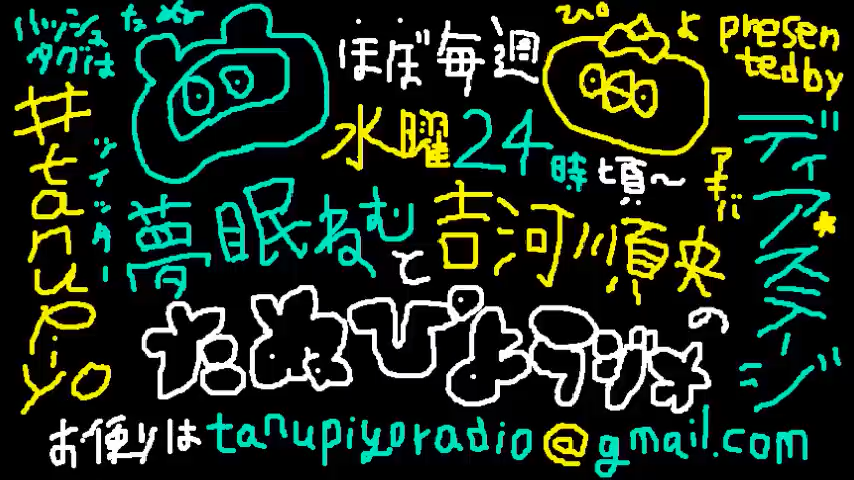 ハッシュ
タグは
#tanupiyo
ツイッター
たぬ
ほぼ毎週
水曜24時頃〜
ぴ
よ
presen
tedby
アキバ
ディアステージ
夢眠ねむと吉河順央の
たぬぴよラジオ
お便りはtanupiyoradio@gmail.com